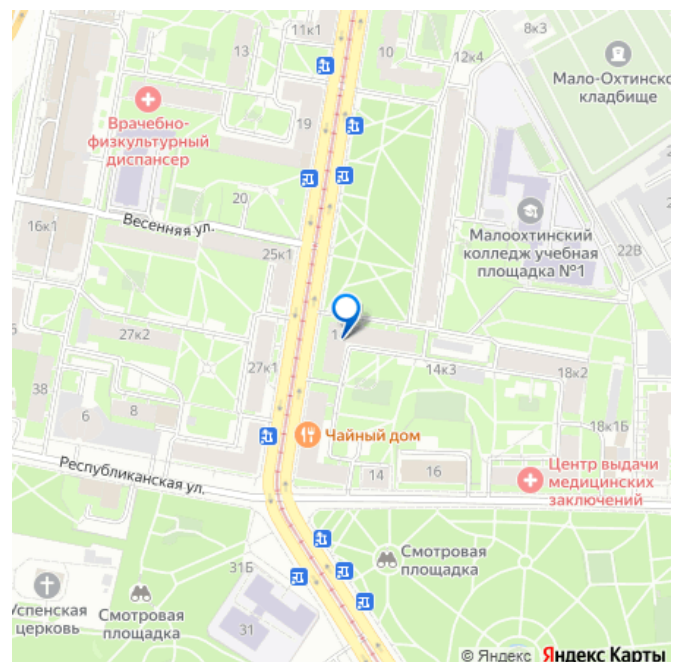 11к1
8к3
13
10
12к4
Мало-Охтинско
кладбище
Врачебно-
физкультурный
диспансер
19
20
Весенняя ул.
16к1
25к1
Малоохтинский
колледж учебная
площадка №1
22В
27к2
27к1
14к3
18к2
38
6
8
Чайный дом
18к1Б
Республиканская ул.
14
16
Центр выдачи
медицинских
заключений
31Б
Смотровая
площадка
Успенская
церковь
Смотровая
площадка
31
© Яндекс Яндекс Карты